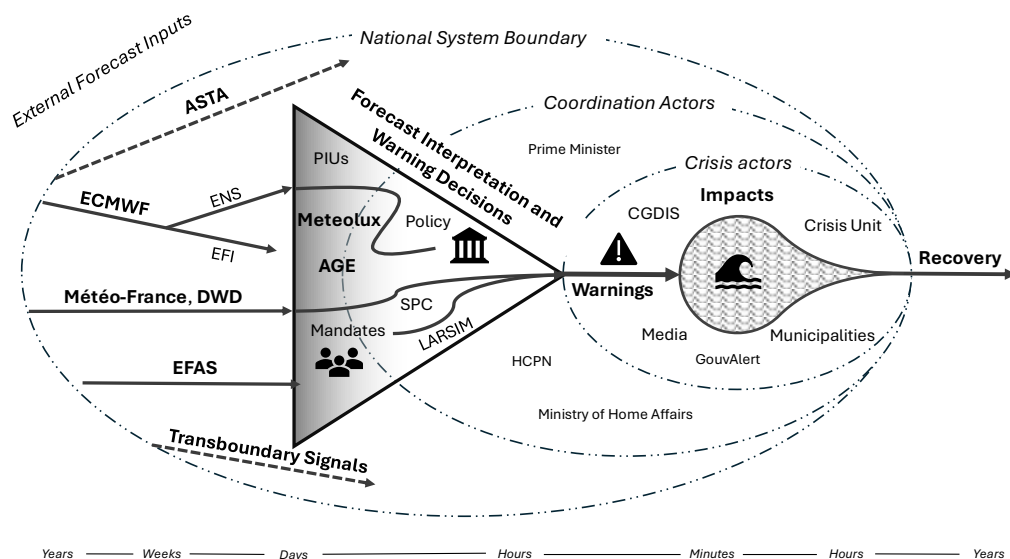 External Forecast Inputs
National System Boundary
ASTA
Coordination Actors
Forecast Interpretation and
Warning Decisions
Prime Minister
PIUs
Crisis actors
ECMWF
ENS
EFI
Impacts
Meteolux
Policy
CGDIS
Crisis Unit
AGE
Recovery
Météo-France, DWD
Warnings
SPC
Mandates
LARSIM
Media
Municipalities
GouvAlert
EFAS
HCPN
Ministry of Home Affairs
Transboundary Signals
Years Weeks Days Hours Minutes Hours Years